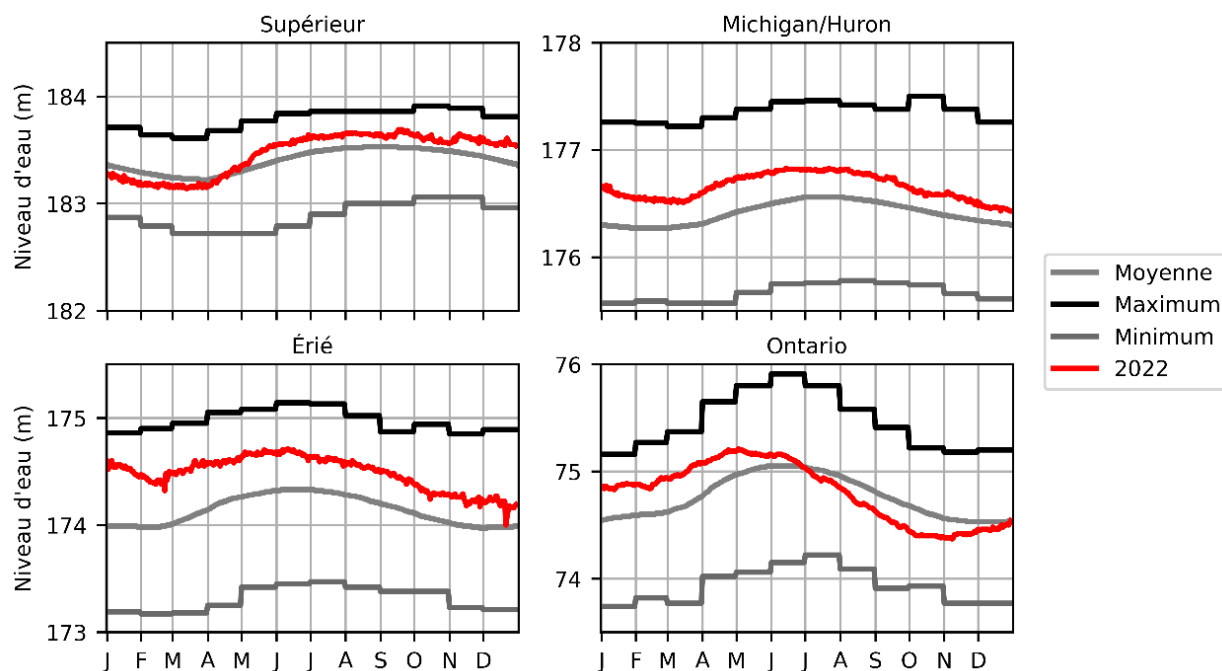 Supérieur
Michigan/Huron
Niveau d'eau (m)
184
183
182
J F M A M J J A S O N D
178
177
176
J F M A M J J A S O N D
Moyenne
Maximum
Minimum
2022
Érié
Ontario
Niveau d'eau (m)
175
174
173
J F M A M J J A S O N D
76
75
74
J F M A M J J A S O N D